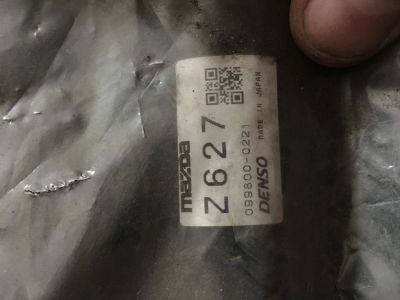 mazda
Z627
099800-0221
DENSO MADE IN JAPAN